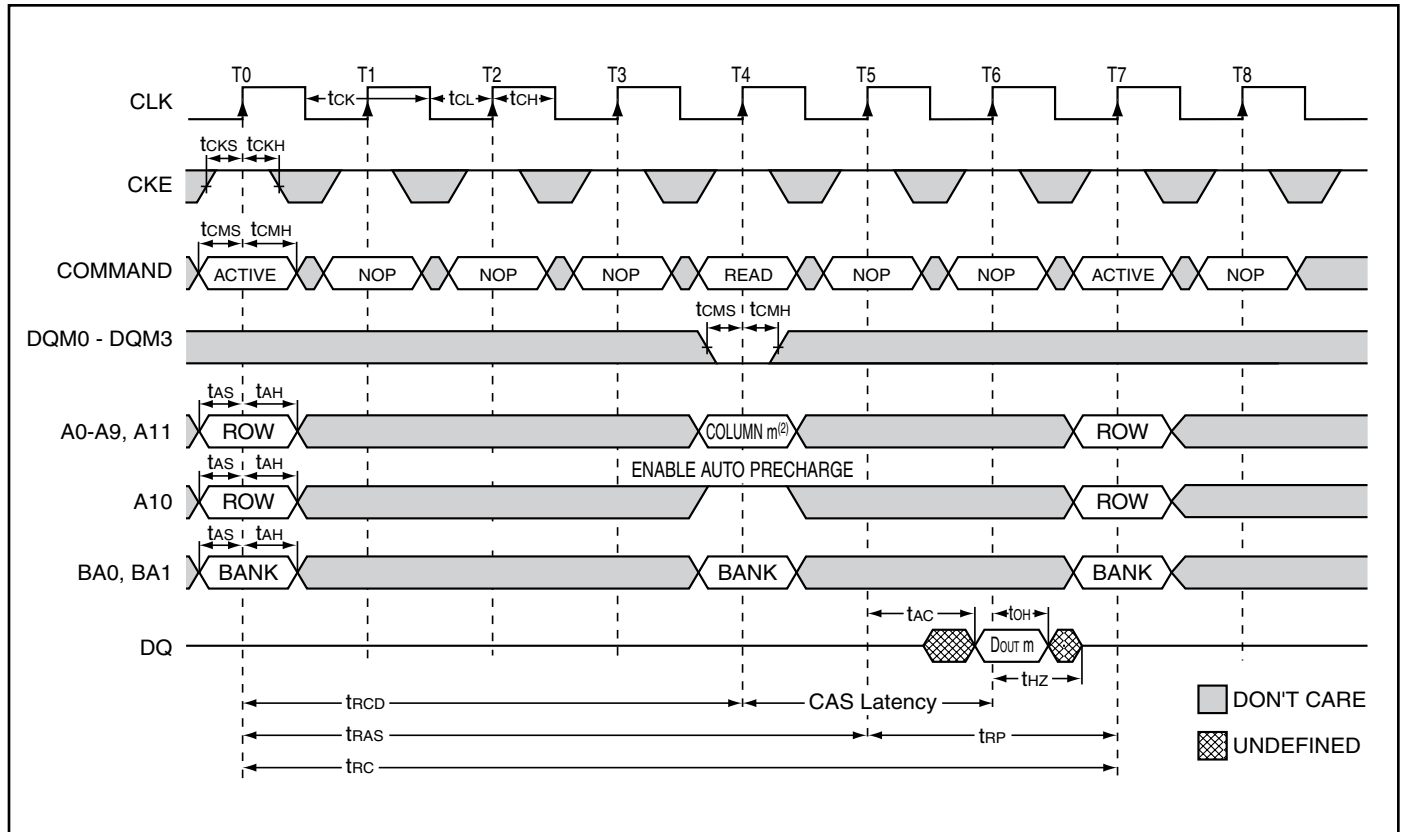 T0 T1 T2 T3 T4 T5 T6 T7 T8
CLK tCK tCL tCH
tCKS tCKH
CKE
tCMS tCMH
COMMAND ACTIVE NOP NOP NOP READ NOP NOP ACTIVE NOP
tCMS tCMH
DQM0 - DQM3
tAS tAH
A0-A9, A11 ROW COLUMN m(2) ROW
tAS tAH ENABLE AUTO PRECHARGE
A10 ROW ROW
tAS tAH
BA0, BA1 BANK BANK BANK
tAC tOH
DQ DOUT m
tHZ
tRCD CAS Latency DON'T CARE
tRAS tRP
UNDEFINED
tRC